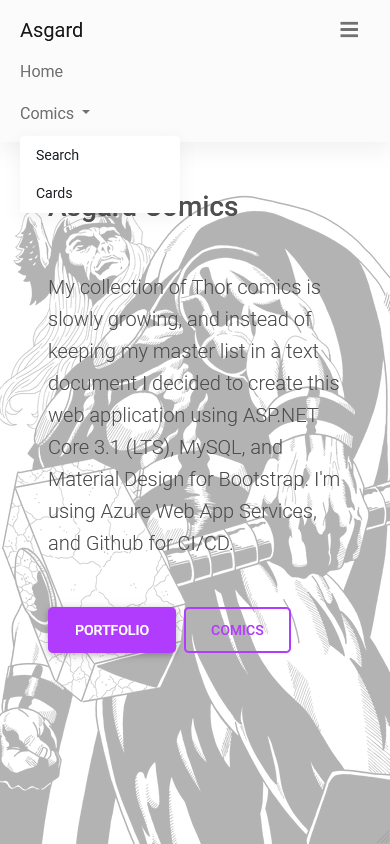 Asgard
Home
Comics
Search
Cards
Asgard Comics
My collection of Thor comics is
slowly growing, and instead of
keeping my master list in a text
document I decided to create this
web application using ASP.NET
Core 3.1 (LTS), MySQL, and
Material Design for Bootstrap. I'm
using Azure Web App Services,
and Github for CI/CD.
PORTFOLIO
COMICS